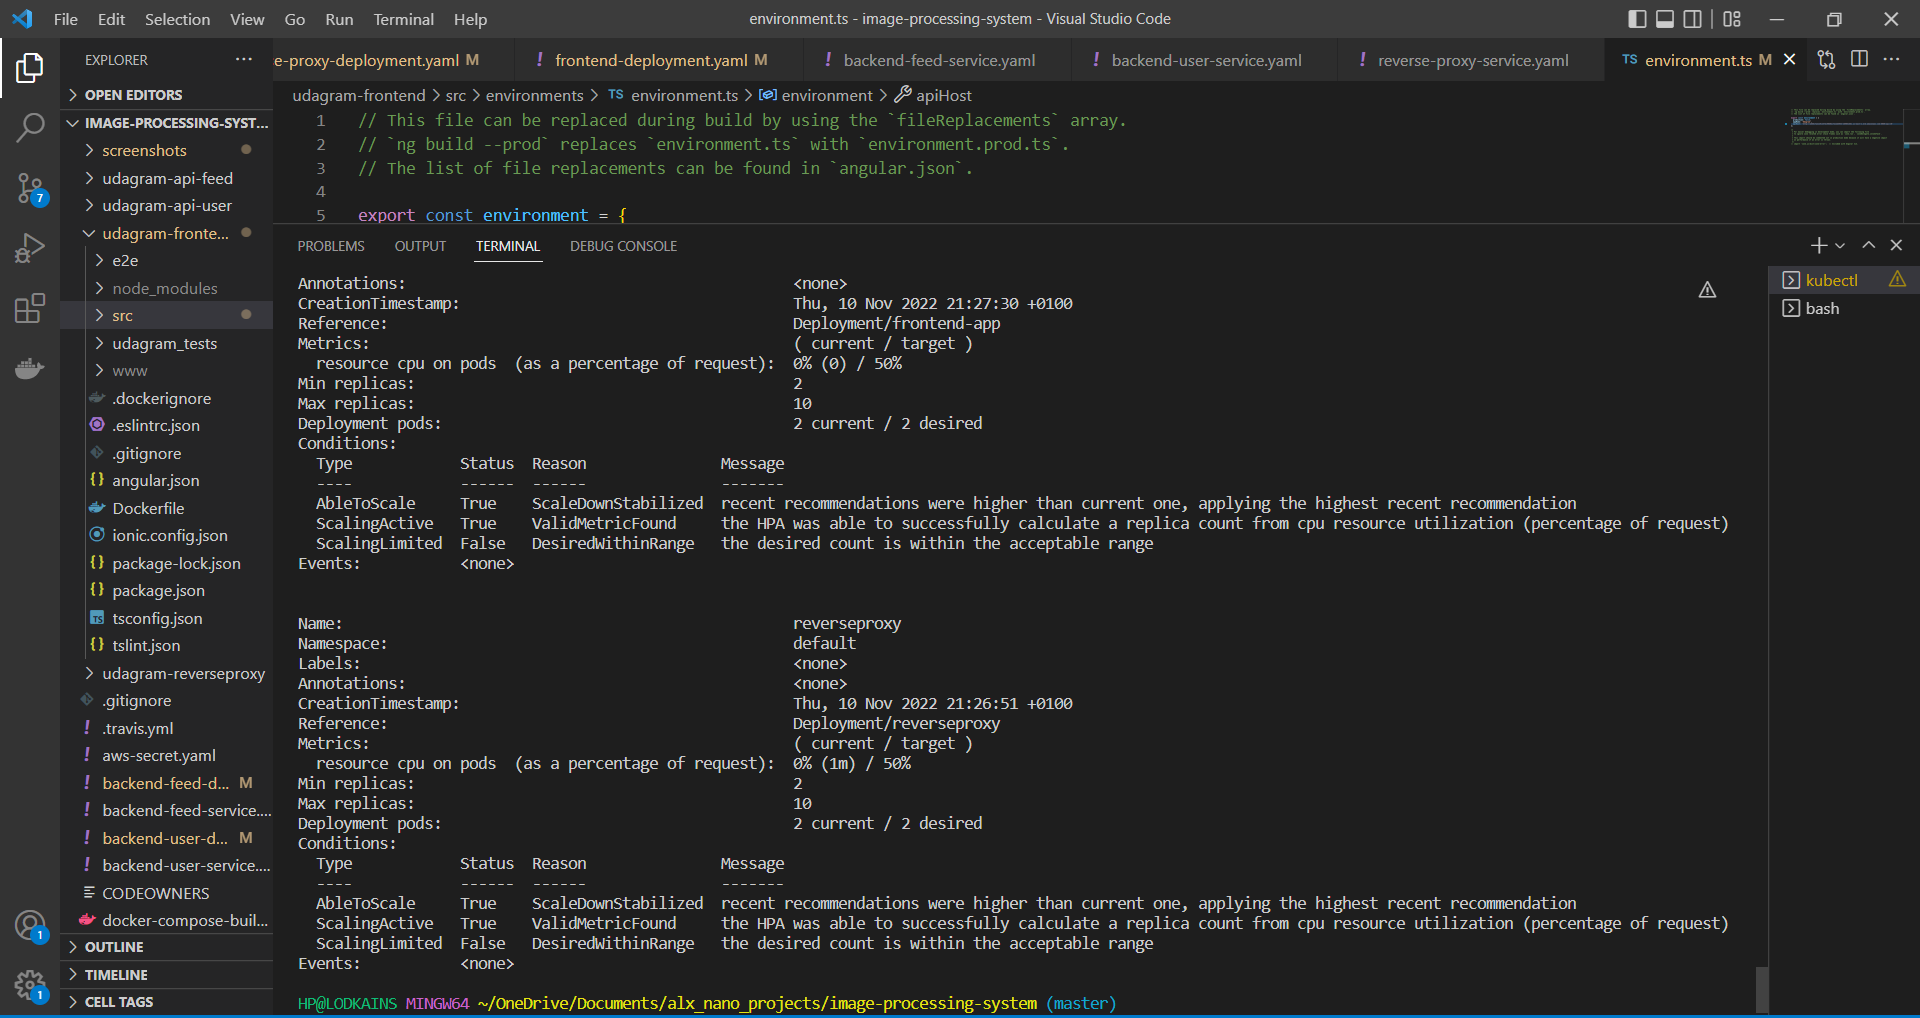 File Edit Selection View Go Run Terminal Help
environment.ts - image-processing-system - Visual Studio Code
EXPLORER
OPEN EDITORS
IMAGE-PROCESSING-SYST...
screenshots
udagram-api-feed
udagram-api-user
udagram-fronte...
e2e
node_modules
src
udagram_tests
www
.dockerignore
.eslintrc.json
.gitignore
angular.json
Dockerfile
ionic.config.json
package-lock.json
package.json
tsconfig.json
tslint.json
udagram-reverseproxy
.gitignore
.travis.yml
aws-secret.yaml
backend-feed-d... M
backend-feed-service....
backend-user-d... M
backend-user-service....
CODEOWNERS
docker-compose-buil...
OUTLINE
TIMELINE
CELL TAGS
7
1
1
e-proxy-deployment.yaml M
! frontend-deployment.yaml M
! backend-feed-service.yaml
! backend-user-service.yaml
! reverse-proxy-service.yaml
TS environment.ts M
udagram-frontend > src > environments > TS environment.ts > environment > apiHost
1 // This file can be replaced during build by using the `fileReplacements` array.
2 // `ng build --prod` replaces `environment.ts` with `environment.prod.ts`.
3 // The list of file replacements can be found in `angular.json`.
4
5 export const environment = {
PROBLEMS OUTPUT TERMINAL DEBUG CONSOLE
kubectl
bash
Annotations: <none>
CreationTimestamp: Thu, 10 Nov 2022 21:27:30 +0100
Reference: Deployment/frontend-app
Metrics: ( current / target )
resource cpu on pods (as a percentage of request): 0% (0) / 50%
Min replicas: 2
Max replicas: 10
Deployment pods: 2 current / 2 desired
Conditions:
Type Status Reason Message
---- ------ ------ -------
AbleToScale True ScaleDownStabilized recent recommendations were higher than current one, applying the highest recent recommendation
ScalingActive True ValidMetricFound the HPA was able to successfully calculate a replica count from cpu resource utilization (percentage of request)
ScalingLimited False DesiredWithinRange the desired count is within the acceptable range
Events: <none>
Name: reverseproxy
Namespace: default
Labels: <none>
Annotations: <none>
CreationTimestamp: Thu, 10 Nov 2022 21:26:51 +0100
Reference: Deployment/reverseproxy
Metrics: ( current / target )
resource cpu on pods (as a percentage of request): 0% (1m) / 50%
Min replicas: 2
Max replicas: 10
Deployment pods: 2 current / 2 desired
Conditions:
Type Status Reason Message
---- ------ ------ -------
AbleToScale True ScaleDownStabilized recent recommendations were higher than current one, applying the highest recent recommendation
ScalingActive True ValidMetricFound the HPA was able to successfully calculate a replica count from cpu resource utilization (percentage of request)
ScalingLimited False DesiredWithinRange the desired count is within the acceptable range
Events: <none>
HP@LODKAINS MINGW64 ~/OneDrive/Documents/alx_nano_projects/image-processing-system (master)